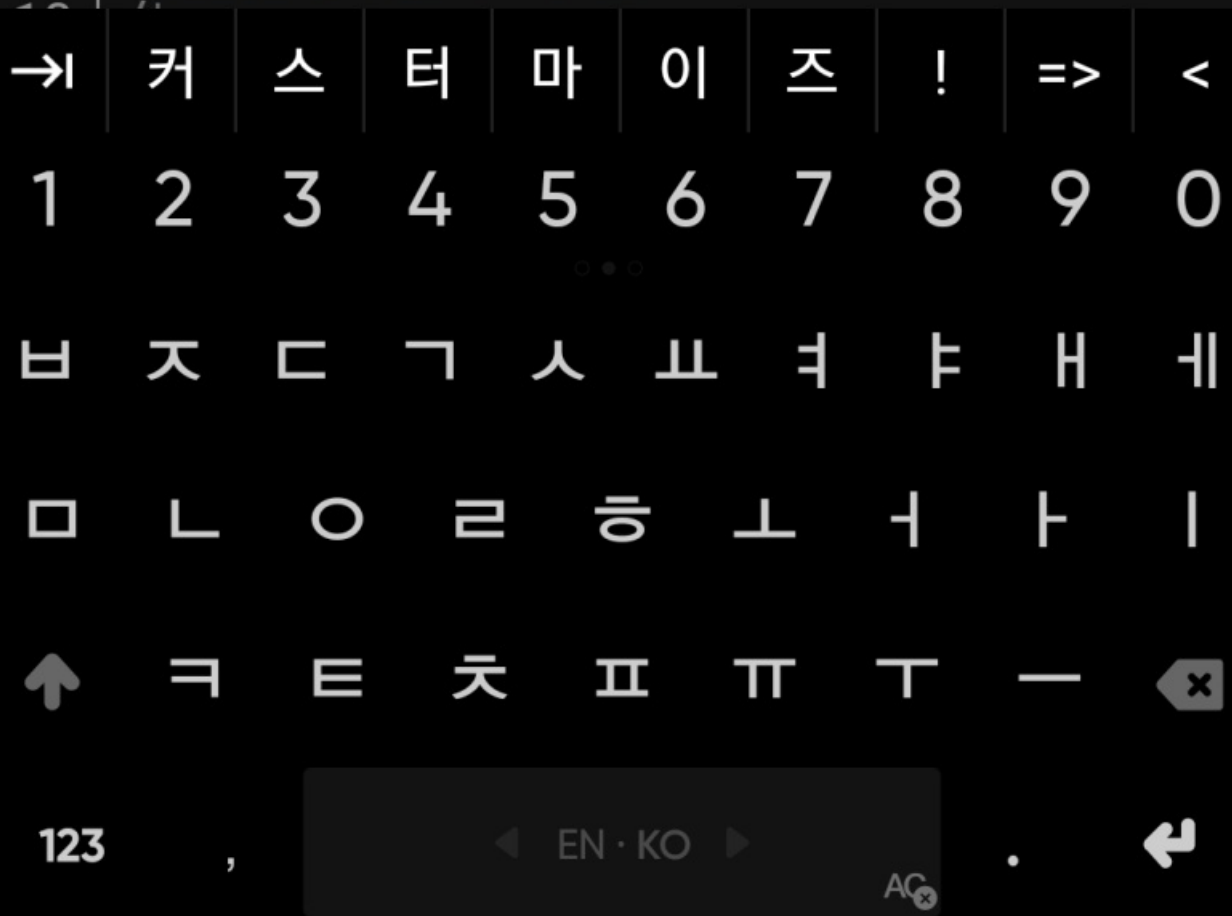 커 스 터 마 이 즈 ! => <
1 2 3 4 5 6 7 8 9 0
ㅂ ㅈ ㄷ ㄱ ㅅ ㅛ ㅕ ㅑ ㅐ ㅔ
ㅁ ㄴ ㅇ ㄹ ㅎ ㅗ ㅓ ㅏ ㅣ
ㅋ ㅌ ㅊ ㅍ ㅠ ㅜ ㅡ
123 , EN · KO .
AC